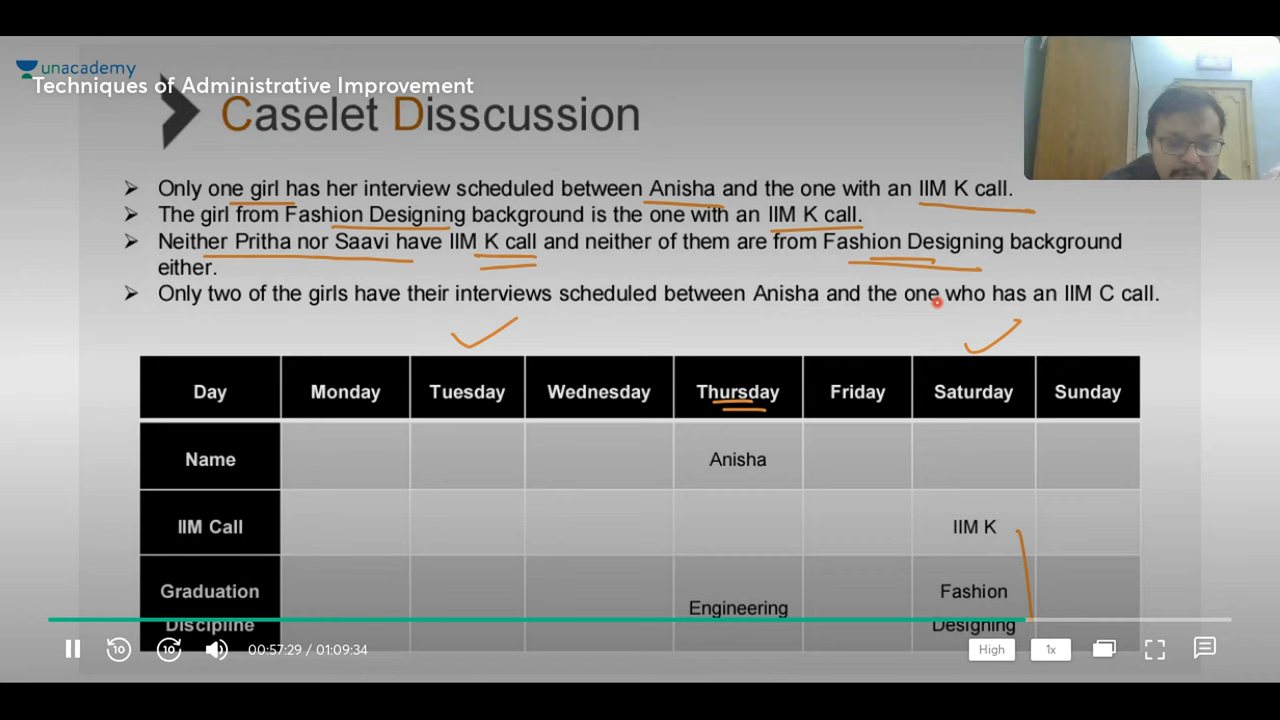 unacademy
Techniques of Administrative Improvement
Caselet Disscussion
Only one girl has her interview scheduled between Anisha and the one with an IIM K call.
The girl from Fashion Designing background is the one with an IIM K call.
Neither Pritha nor Saavi have IIM K call and neither of them are from Fashion Designing background
either.
Only two of the girls have their interviews scheduled between Anisha and the one who has an IIM C call.
Day Monday Tuesday Wednesday Thursday Friday Saturday Sunday
Name Anisha
IIM Call IIM K
Graduation Fashion
Engineering
Discipline Designing
10 10 00:57:29 / 01:09:34 High 1x